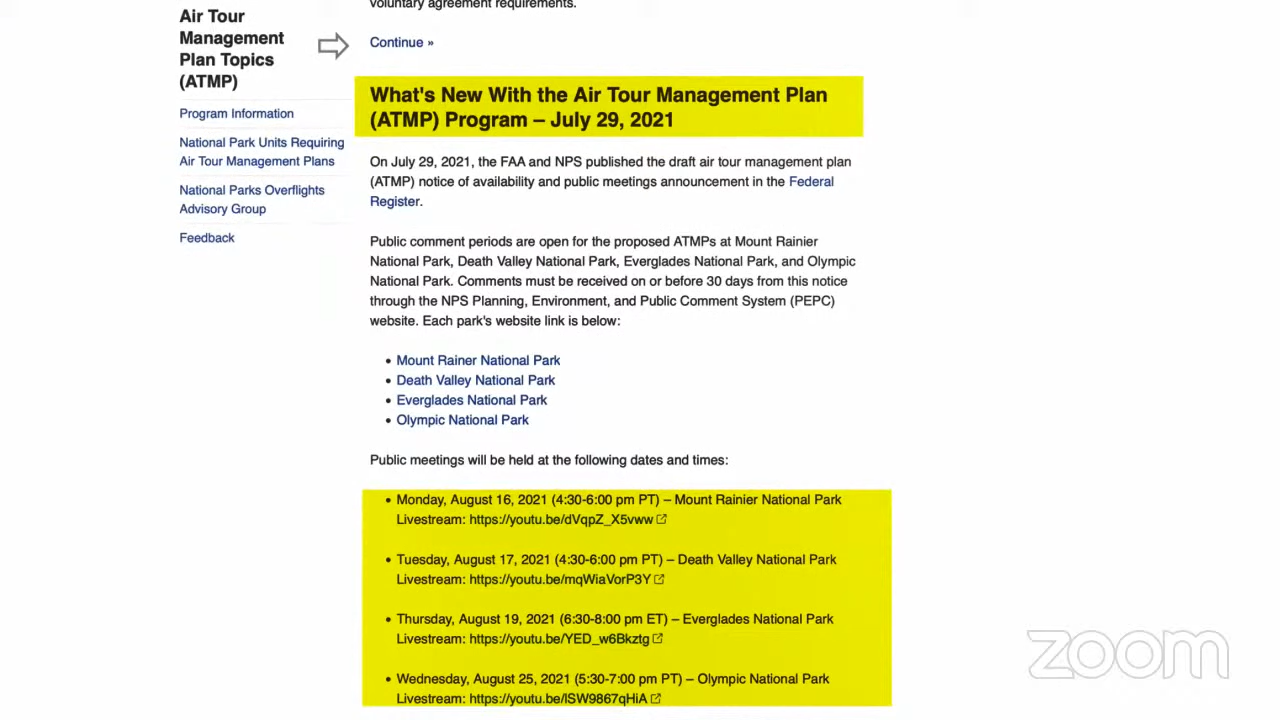 voluntary agreement requirements.
Air Tour
Management
Plan Topics
(ATMP)
Program Information
National Park Units Requiring
Air Tour Management Plans
National Parks Overflights
Advisory Group
Feedback
Continue »
What's New With the Air Tour Management Plan
(ATMP) Program – July 29, 2021
On July 29, 2021, the FAA and NPS published the draft air tour management plan
(ATMP) notice of availability and public meetings announcement in the Federal
Register.
Public comment periods are open for the proposed ATMPs at Mount Rainier
National Park, Death Valley National Park, Everglades National Park, and Olympic
National Park. Comments must be received on or before 30 days from this notice
through the NPS Planning, Environment, and Public Comment System (PEPC)
website. Each park's website link is below:
• Mount Rainer National Park
• Death Valley National Park
• Everglades National Park
• Olympic National Park
Public meetings will be held at the following dates and times:
• Monday, August 16, 2021 (4:30-6:00 pm PT) – Mount Rainier National Park
Livestream: https://youtu.be/dVqpZ_X5vww
• Tuesday, August 17, 2021 (4:30-6:00 pm PT) – Death Valley National Park
Livestream: https://youtu.be/mqWiaVorP3Y
• Thursday, August 19, 2021 (6:30-8:00 pm ET) – Everglades National Park
Livestream: https://youtu.be/YED_w6Bkztg
• Wednesday, August 25, 2021 (5:30-7:00 pm PT) – Olympic National Park
Livestream: https://youtu.be/lSW9867qHiA
zoom